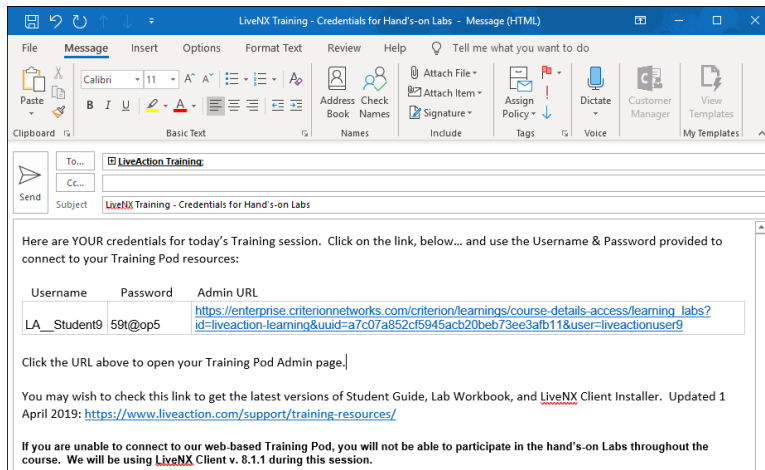 LiveNX Training - Credentials for Hand's-on Labs - Message (HTML)
File Message Insert Options Format Text Review Help Tell me what you want to do
Calibri 11 Attach File
Attach Item
Paste B I U A Address Check Signature Assign Dictate Customer View
Book Names Policy Manager Templates
Clipboard Basic Text Names Include Tags Voice My Templates
To... LiveAction Training;
Cc...
Send
Subject LiveNX Training - Credentials for Hand's-on Labs
Here are YOUR credentials for today's Training session. Click on the link, below... and use the Username & Password provided to
connect to your Training Pod resources:
Username Password Admin URL
https://enterprise.criterionnetworks.com/criterion/learnings/course-details-access/learning_labs?
LA__Student9 59t@op5 id=liveaction-learning&uuid=a7c07a852cf5945acb20beb73ee3afb11&user=liveactionuser9
Click the URL above to open your Training Pod Admin page.
You may wish to check this link to get the latest versions of Student Guide, Lab Workbook, and LiveNX Client Installer. Updated 1
April 2019: https://www.liveaction.com/support/training-resources/
If you are unable to connect to our web-based Training Pod, you will not be able to participate in the hand's-on Labs throughout the
course. We will be using LiveNX Client v. 8.1.1 during this session.